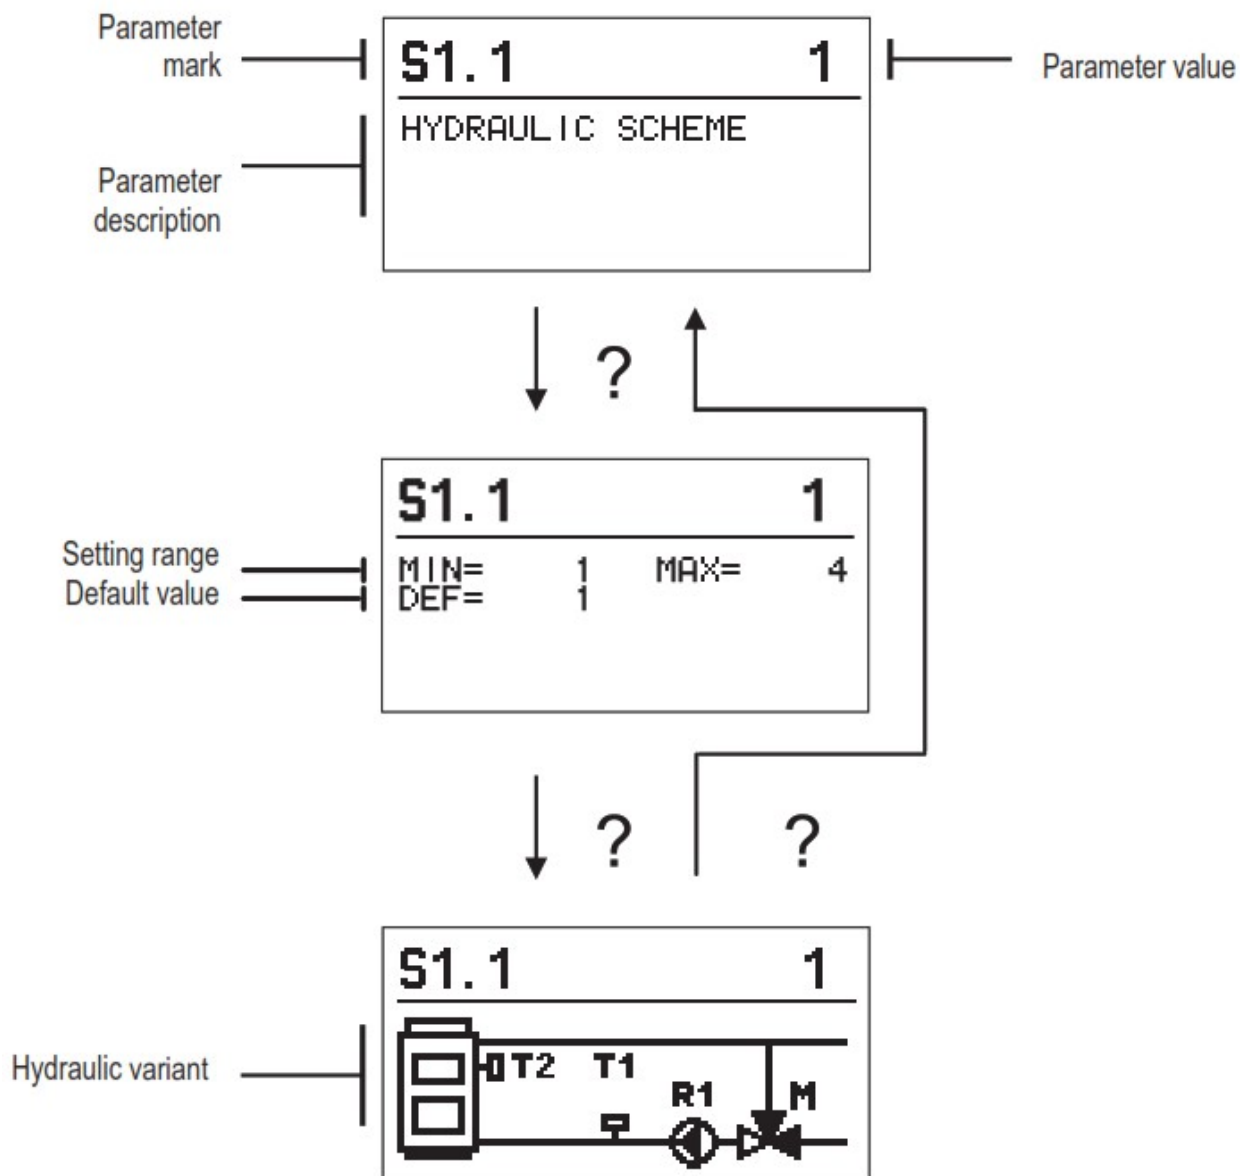 Parameter
mark
S1.1 1
Parameter value
HYDRAULIC SCHEME
Parameter
description
?
S1.1 1
Setting range
MIN= 1 MAX= 4
Default value
DEF= 1
? ?
S1.1 1
Hydraulic variant
T2 T1
R1 M